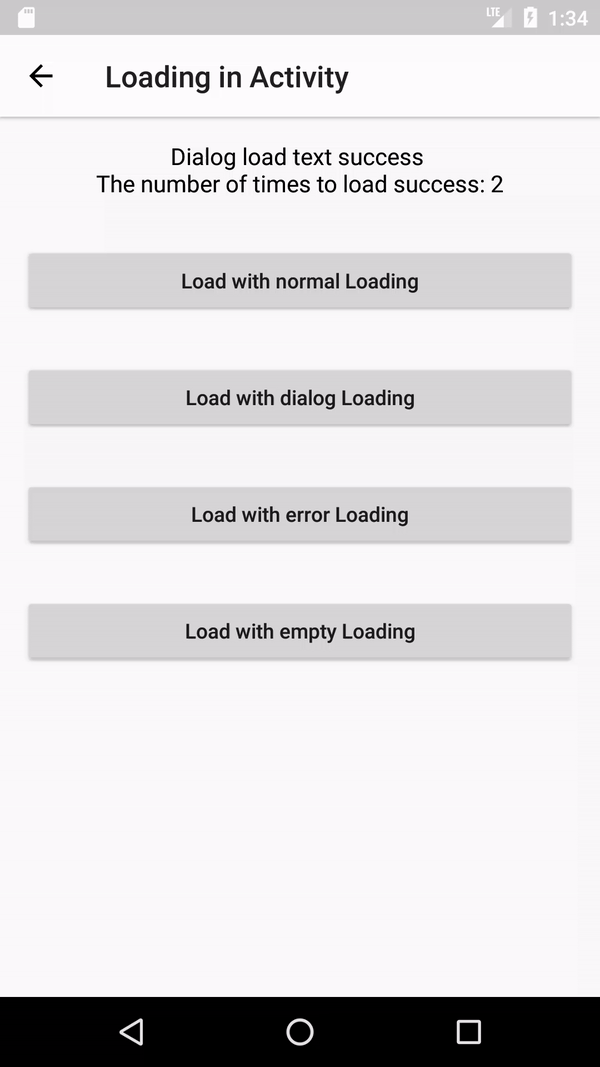 LTE 1:34
Loading in Activity
Dialog load text success
The number of times to load success: 2
Load with normal Loading
Load with dialog Loading
Load with error Loading
Load with empty Loading